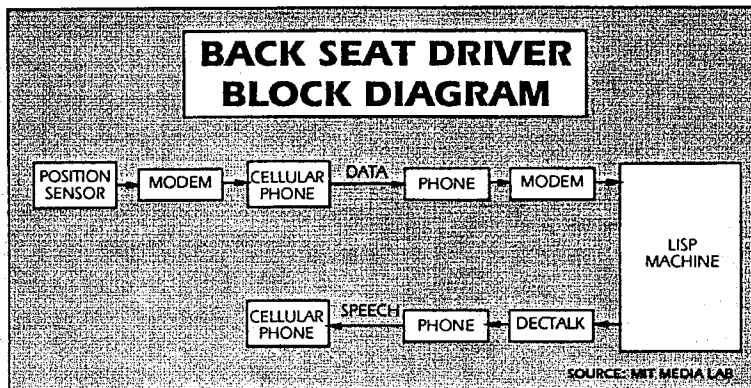 BACK SEAT DRIVER
BLOCK DIAGRAM
POSITION
SENSOR
MODEM
CELLULAR
PHONE
DATA
PHONE
MODEM
LISP
MACHINE
CELLULAR
PHONE
SPEECH
PHONE
DECTALK
SOURCE: MIT MEDIA LAB